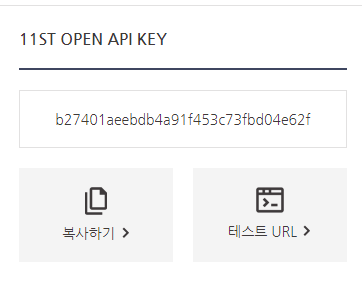 11ST OPEN API KEY
b27401aeebdb4a91f453c73fbd04e62f
복사하기
테스트 URL